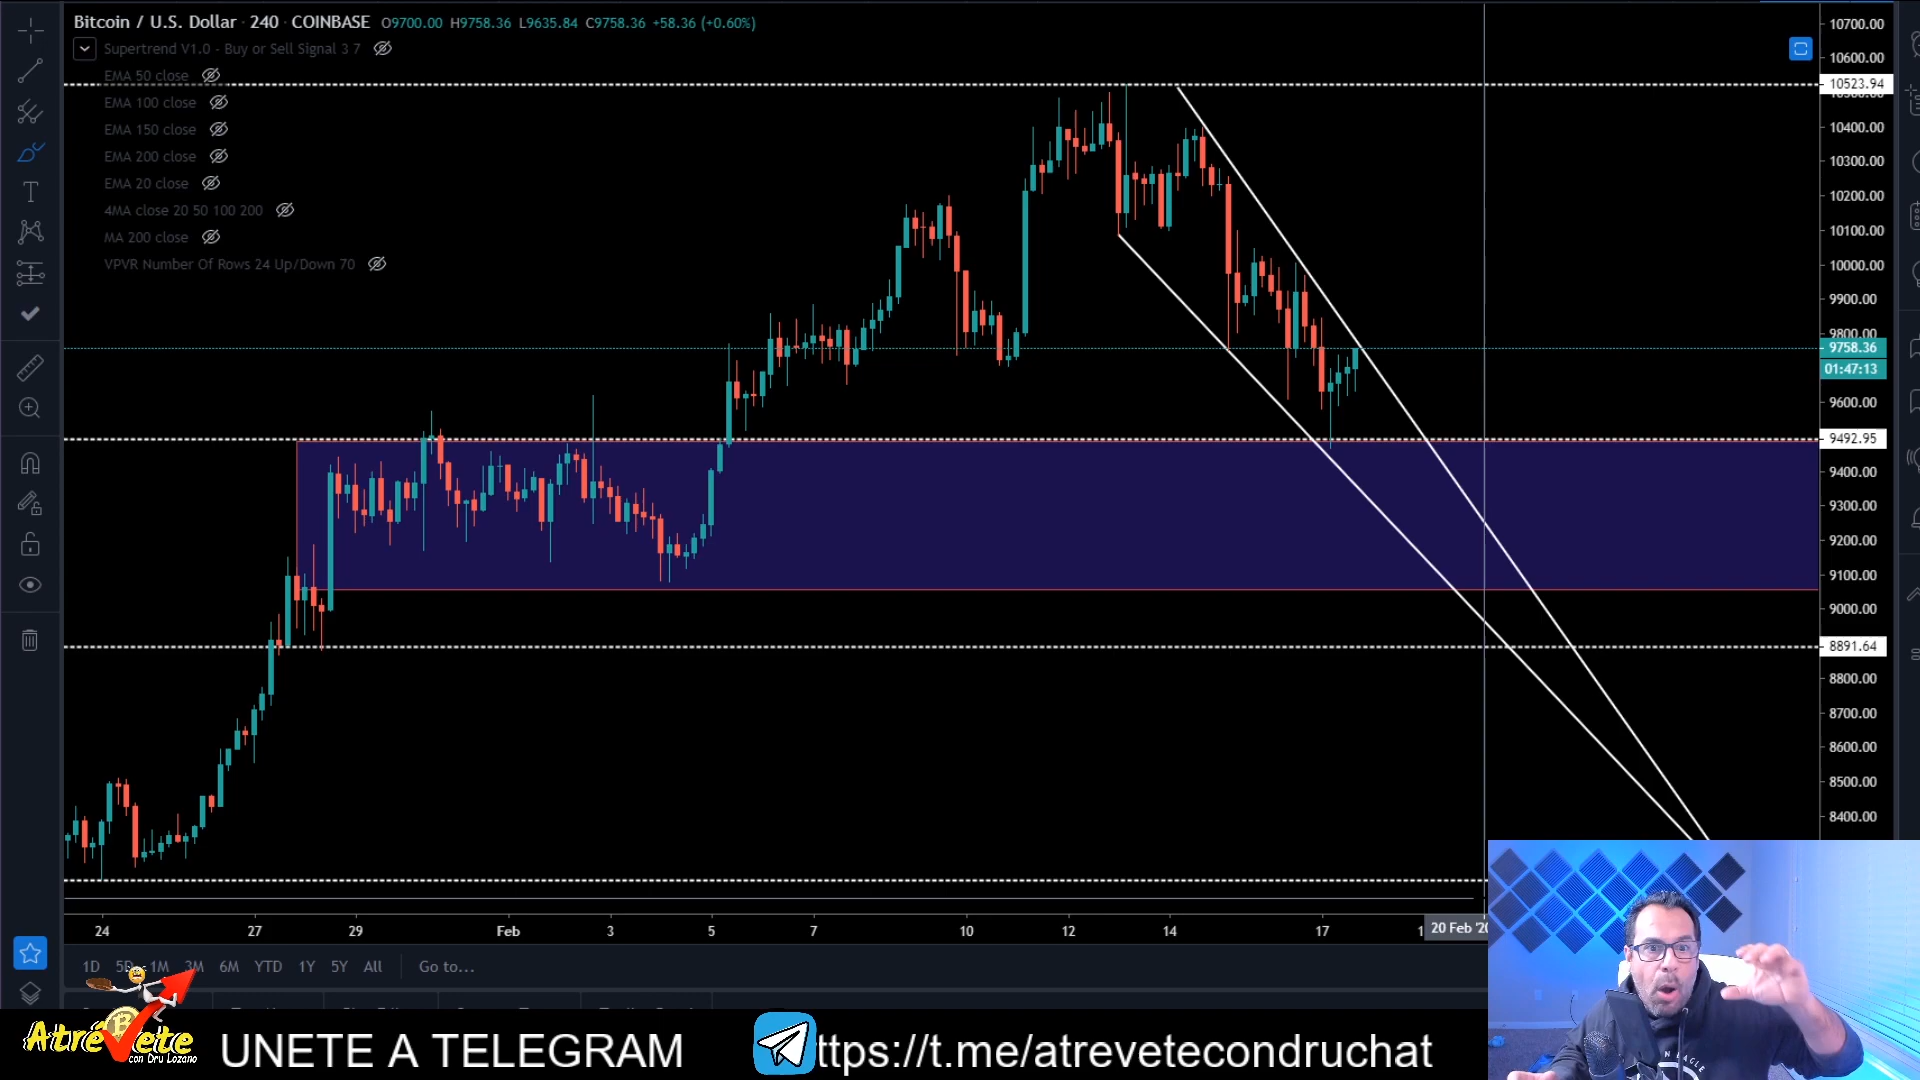 Bitcoin / U.S. Dollar · 240 · COINBASE O9700.00 H9758.36 L9635.84 C9758.36 +58.36 (+0.60%)
Supertrend V1.0 - Buy or Sell Signal 3 7
EMA 50 close
EMA 100 close
EMA 150 close
EMA 200 close
EMA 20 close
4MA close 20 50 100 200
MA 200 close
VPVR Number Of Rows 24 Up/Down 70
10700.00
10600.00
10523.94
10400.00
10300.00
10200.00
10100.00
10000.00
9900.00
9800.00
9758.36
01:47:13
9600.00
9492.95
9400.00
9300.00
9200.00
9100.00
9000.00
8891.64
8800.00
8700.00
8600.00
8500.00
8400.00
24 27 29 Feb 3 5 7 10 12 14 17 20 Feb
1D 5D 1M 3M 6M YTD 1Y 5Y All Go to...
Atrévete
con Dru Lozano
UNETE A TELEGRAM ttps://t.me/atrevetecondruchat
EAGLE